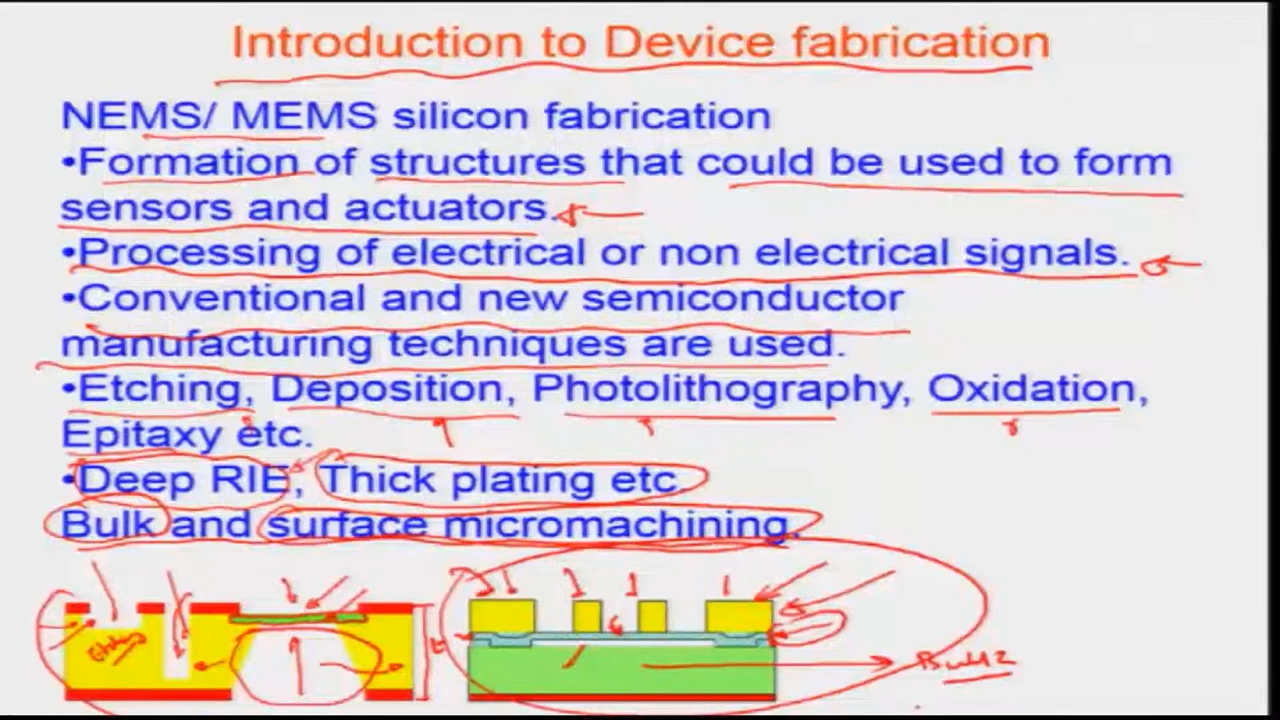 Introduction to Device fabrication
NEMS/ MEMS silicon fabrication
•Formation of structures that could be used to form
sensors and actuators.
•Processing of electrical or non electrical signals.
•Conventional and new semiconductor
manufacturing techniques are used.
•Etching, Deposition, Photolithography, Oxidation,
Epitaxy etc.
•Deep RIE, Thick plating etc
Bulk and surface micromachining.